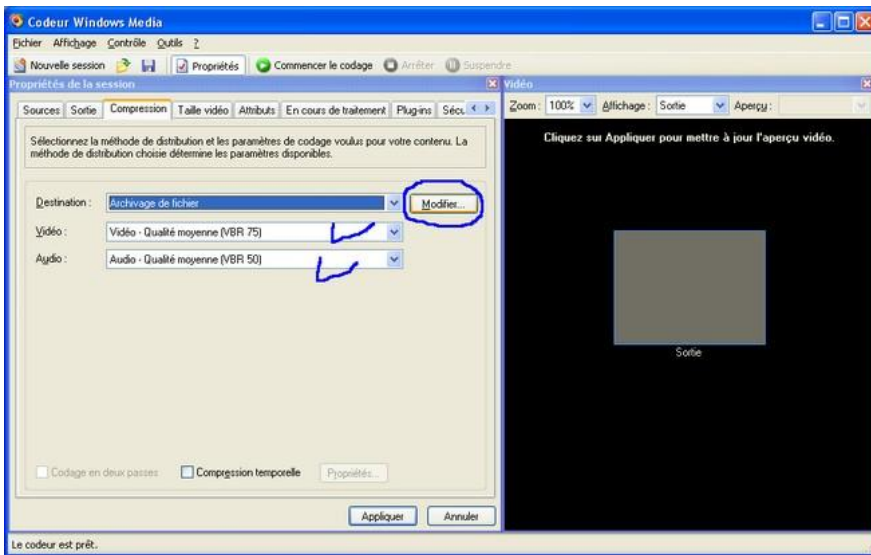 Codeur Windows Media
Fichier Affichage Contrôle Outils ?
Nouvelle session Propriétés Commencer le codage Arrêter Suspendre
Propriétés de la session
Vidéo
Sources Sortie Compression Taille vidéo Attributs En cours de traitement Plug-ins Sécu
Zoom : 100% Affichage : Sortie Aperçu :
Sélectionnez la méthode de distribution et les paramètres de codage voulus pour votre contenu. La
méthode de distribution choisie détermine les paramètres disponibles.
Cliquez sur Appliquer pour mettre à jour l'aperçu vidéo.
Destination : Archivage de fichier Modifier...
Vidéo : Vidéo - Qualité moyenne (VBR 75)
Audio : Audio - Qualité moyenne (VBR 50)
Sortie
Codage en deux passes Compression temporelle Propriétés...
Appliquer Annuler
Le codeur est prêt.